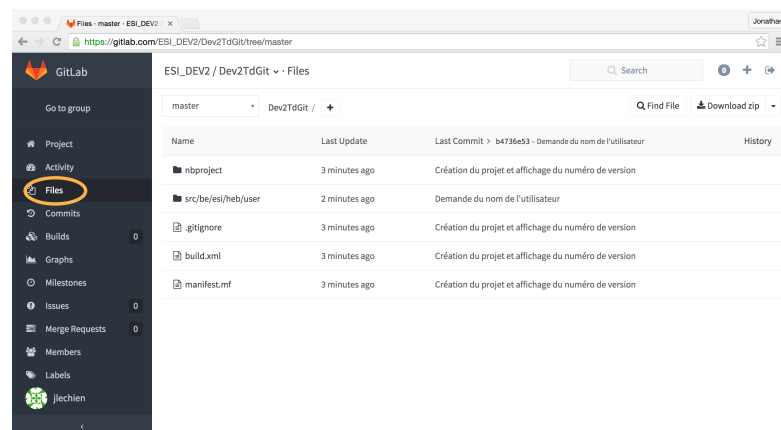 Files · master · ESI_DEV2 /
Jonathan
https://gitlab.com/ESI_DEV2/Dev2TdGit/tree/master
GitLab
ESI_DEV2 / Dev2TdGit · Files
Search
0
Go to group
master
Dev2TdGit /
Find File
Download zip
Project
Activity
Files
Commits
Builds 0
Graphs
Milestones
Issues 0
Merge Requests 0
Members
Labels
jlechien
Name Last Update Last Commit > b4736e53 – Demande du nom de l'utilisateur History
nbproject 3 minutes ago Création du projet et affichage du numéro de version
src/be/esi/heb/user 2 minutes ago Demande du nom de l'utilisateur
.gitignore 3 minutes ago Création du projet et affichage du numéro de version
build.xml 3 minutes ago Création du projet et affichage du numéro de version
manifest.mf 3 minutes ago Création du projet et affichage du numéro de version